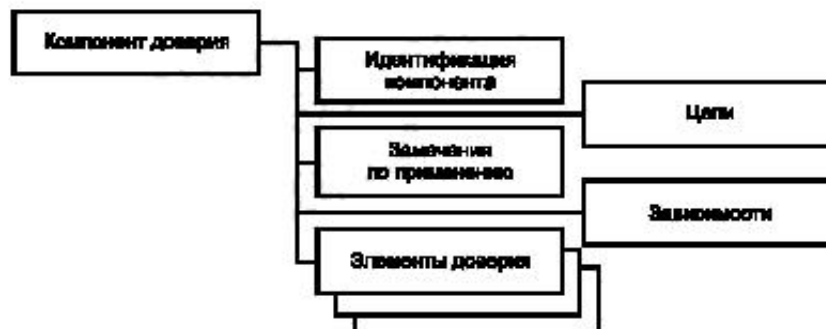 Компонент доверия
Идентификация
компонента
Цели
Замечания
по применению
Зависимости
Элементы доверия